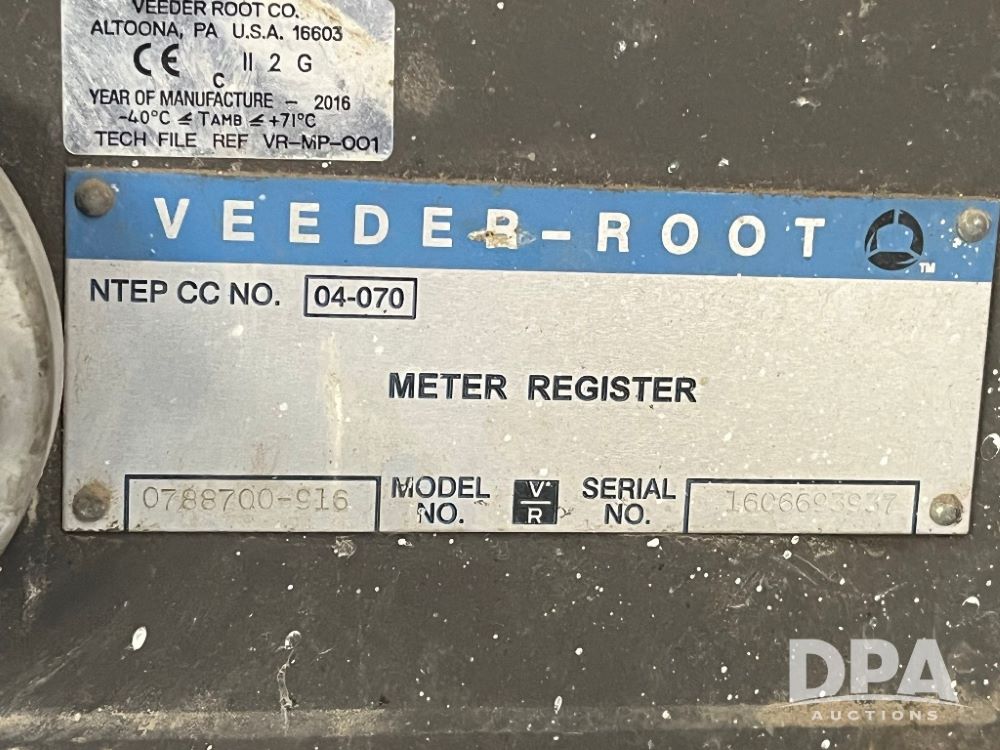 VEEDER ROOT CO.
ALTOONA, PA U.S.A. 16603
CE II 2 G
C
YEAR OF MANUFACTURE – 2016
-40°C ≤ TAMB ≤ +71°C
TECH FILE REF VR-MP-001
VEEDER-ROOT
TM
NTEP CC NO. 04-070
METER REGISTER
0788700-916 MODEL NO. V/R SERIAL NO. 1606693937
DPA
AUCTIONS